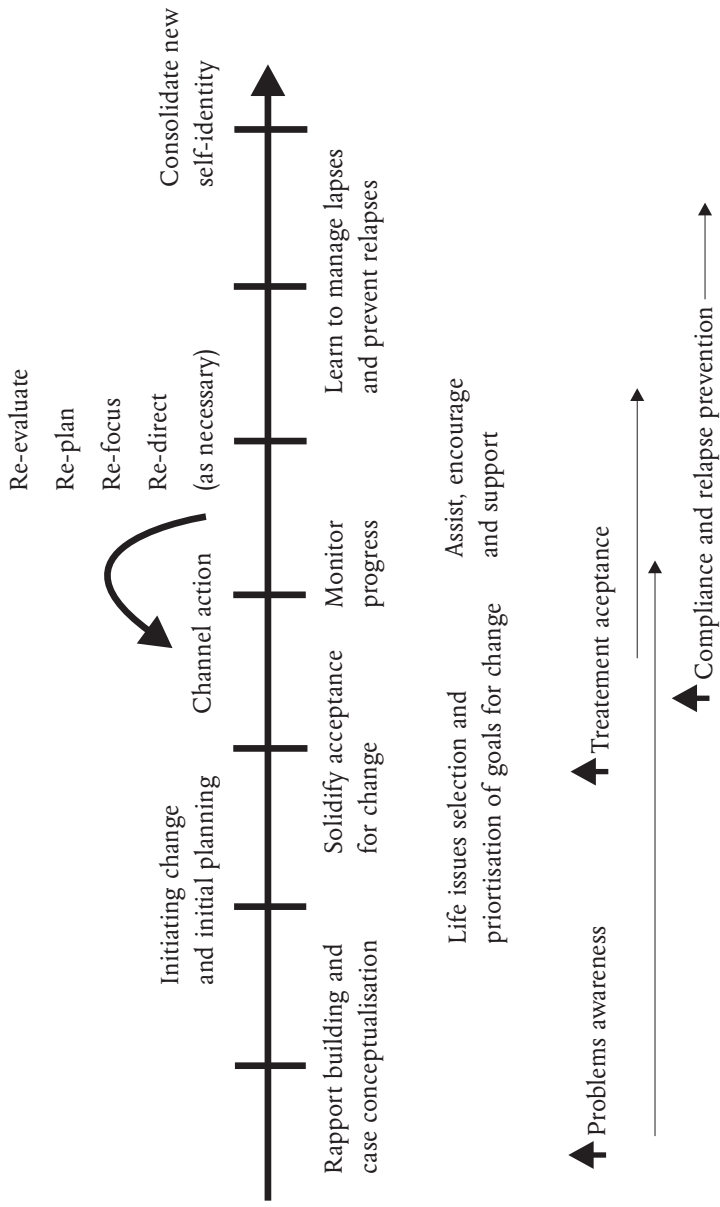 Re-evaluate
Re-plan
Re-focus
Re-direct
(as necessary)
Initiating change
and initial planning
Channel action
Consolidate new
self-identity
Rapport building and
case conceptualisation
Solidify acceptance
for change
Monitor
progress
Learn to manage lapses
and prevent relapses
Life issues selection and
priortisation of goals for change
Assist, encourage
and support
Problems awareness
Treatement aceptance
Compliance and relapse prevention